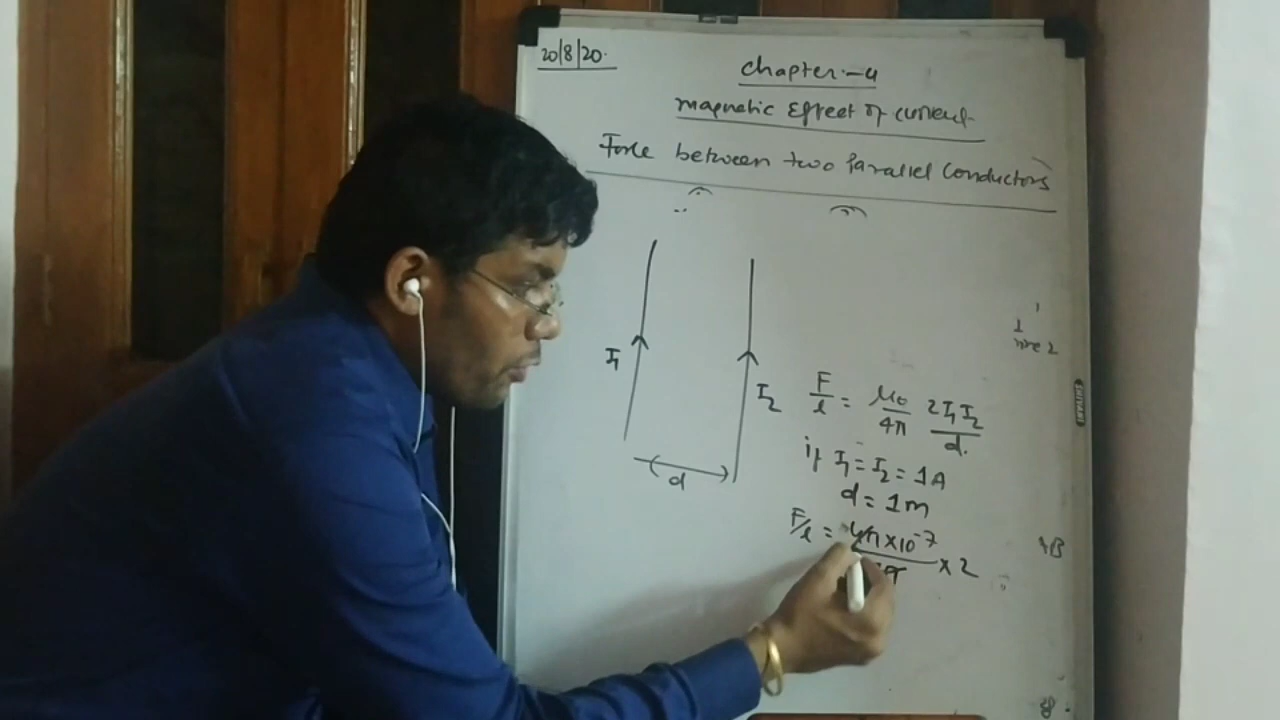 20/8/20.
Chapter:-4
Magnetic Effect of current
Force between two Parallel Conductors
I₁
I₂
d
F/l = μ₀/4π 2I₁I₂/d.
if I₁ = I₂ = 1A
d = 1m
F/l = 4π×10⁻⁷/4π × 2